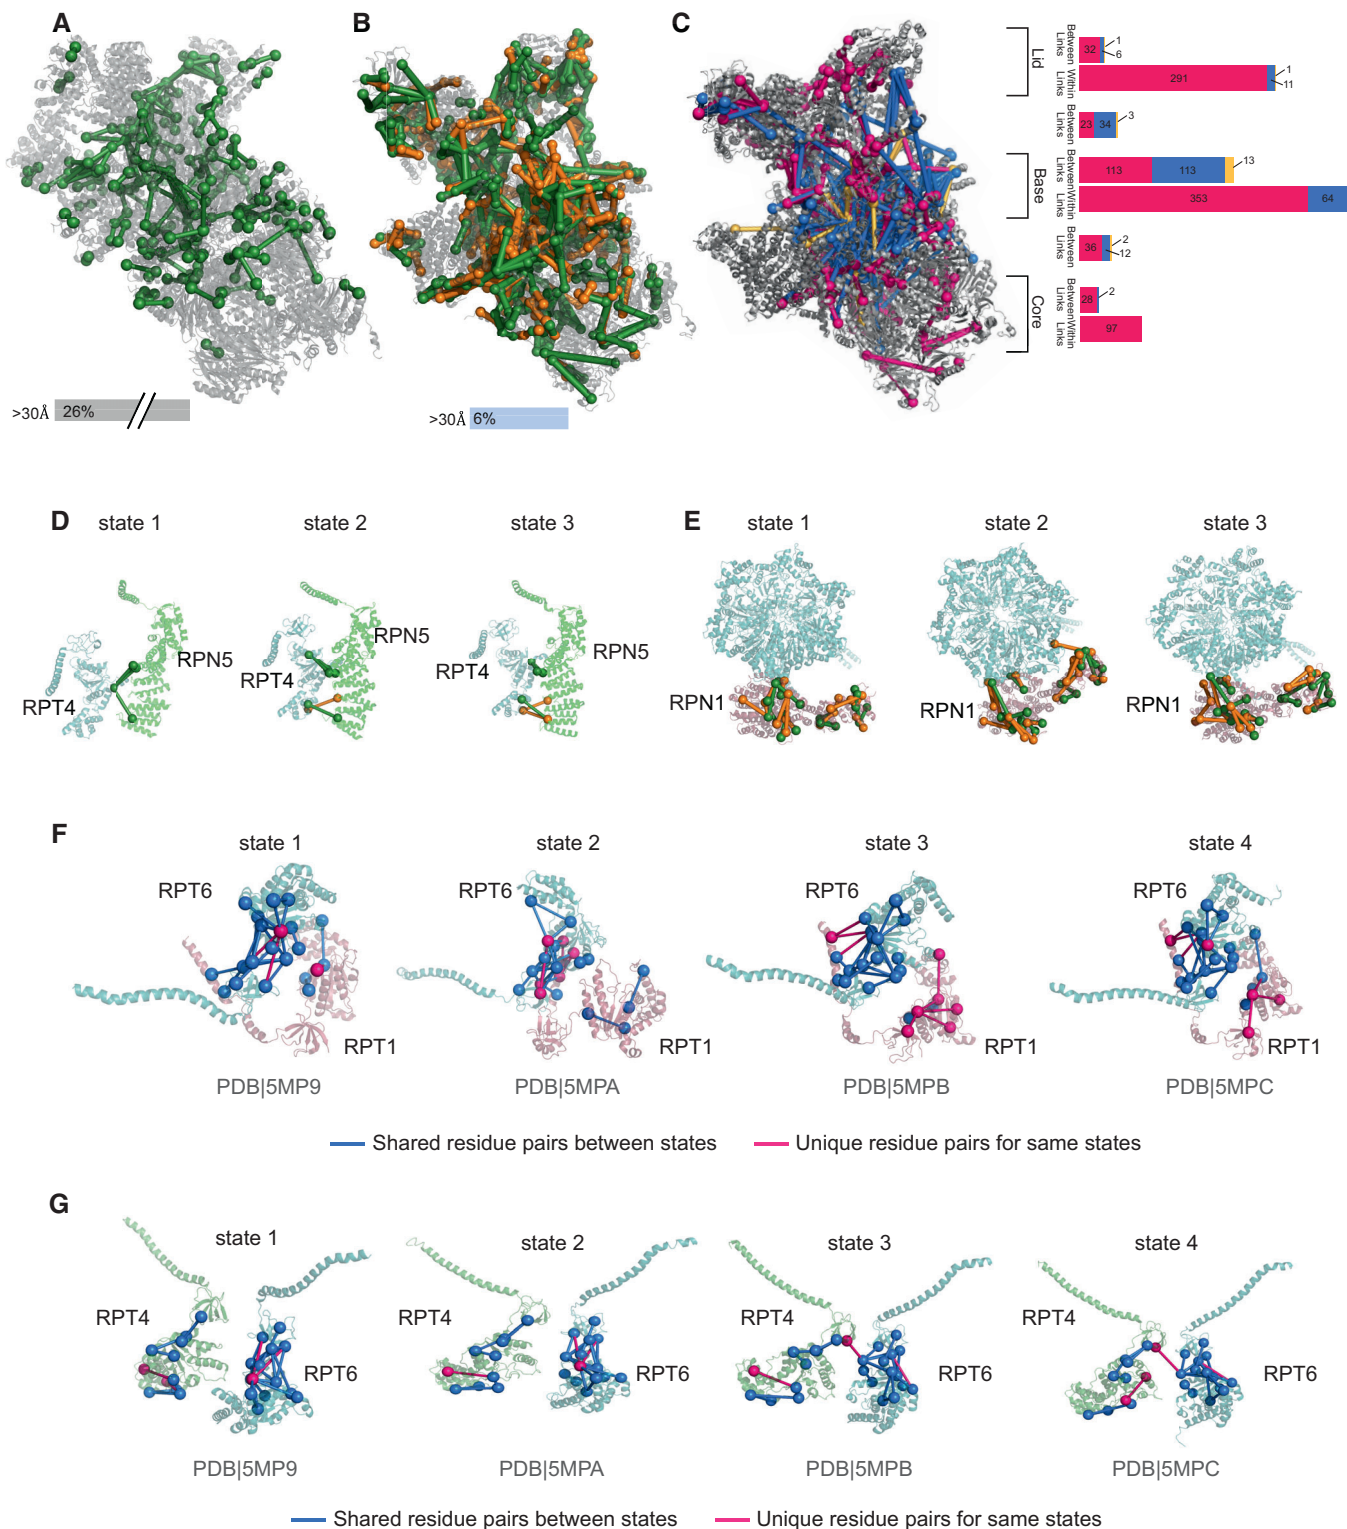 A
B
C
>30Å 26%
>30Å 6%
Lid
Between Links
32
1
6
Within Links
291
1
11
Between Links
23 34
3
Base
Between Links
113 113
13
Within Links
353 64
Between Links
36
2
12
Core
Between Links
28
2
Within Links
97
D
state 1
state 2
state 3
RPT4
RPN5
RPT4
RPN5
RPT4
RPN5
E
state 1
state 2
state 3
RPN1
RPN1
RPN1
F
state 1
state 2
state 3
state 4
RPT6
RPT6
RPT6
RPT6
RPT1
RPT1
RPT1
RPT1
PDB|5MP9
PDB|5MPA
PDB|5MPB
PDB|5MPC
Shared residue pairs between states
Unique residue pairs for same states
G
state 1
state 2
state 3
state 4
RPT4
RPT4
RPT4
RPT4
RPT6
RPT6
RPT6
RPT6
PDB|5MP9
PDB|5MPA
PDB|5MPB
PDB|5MPC
Shared residue pairs between states
Unique residue pairs for same states